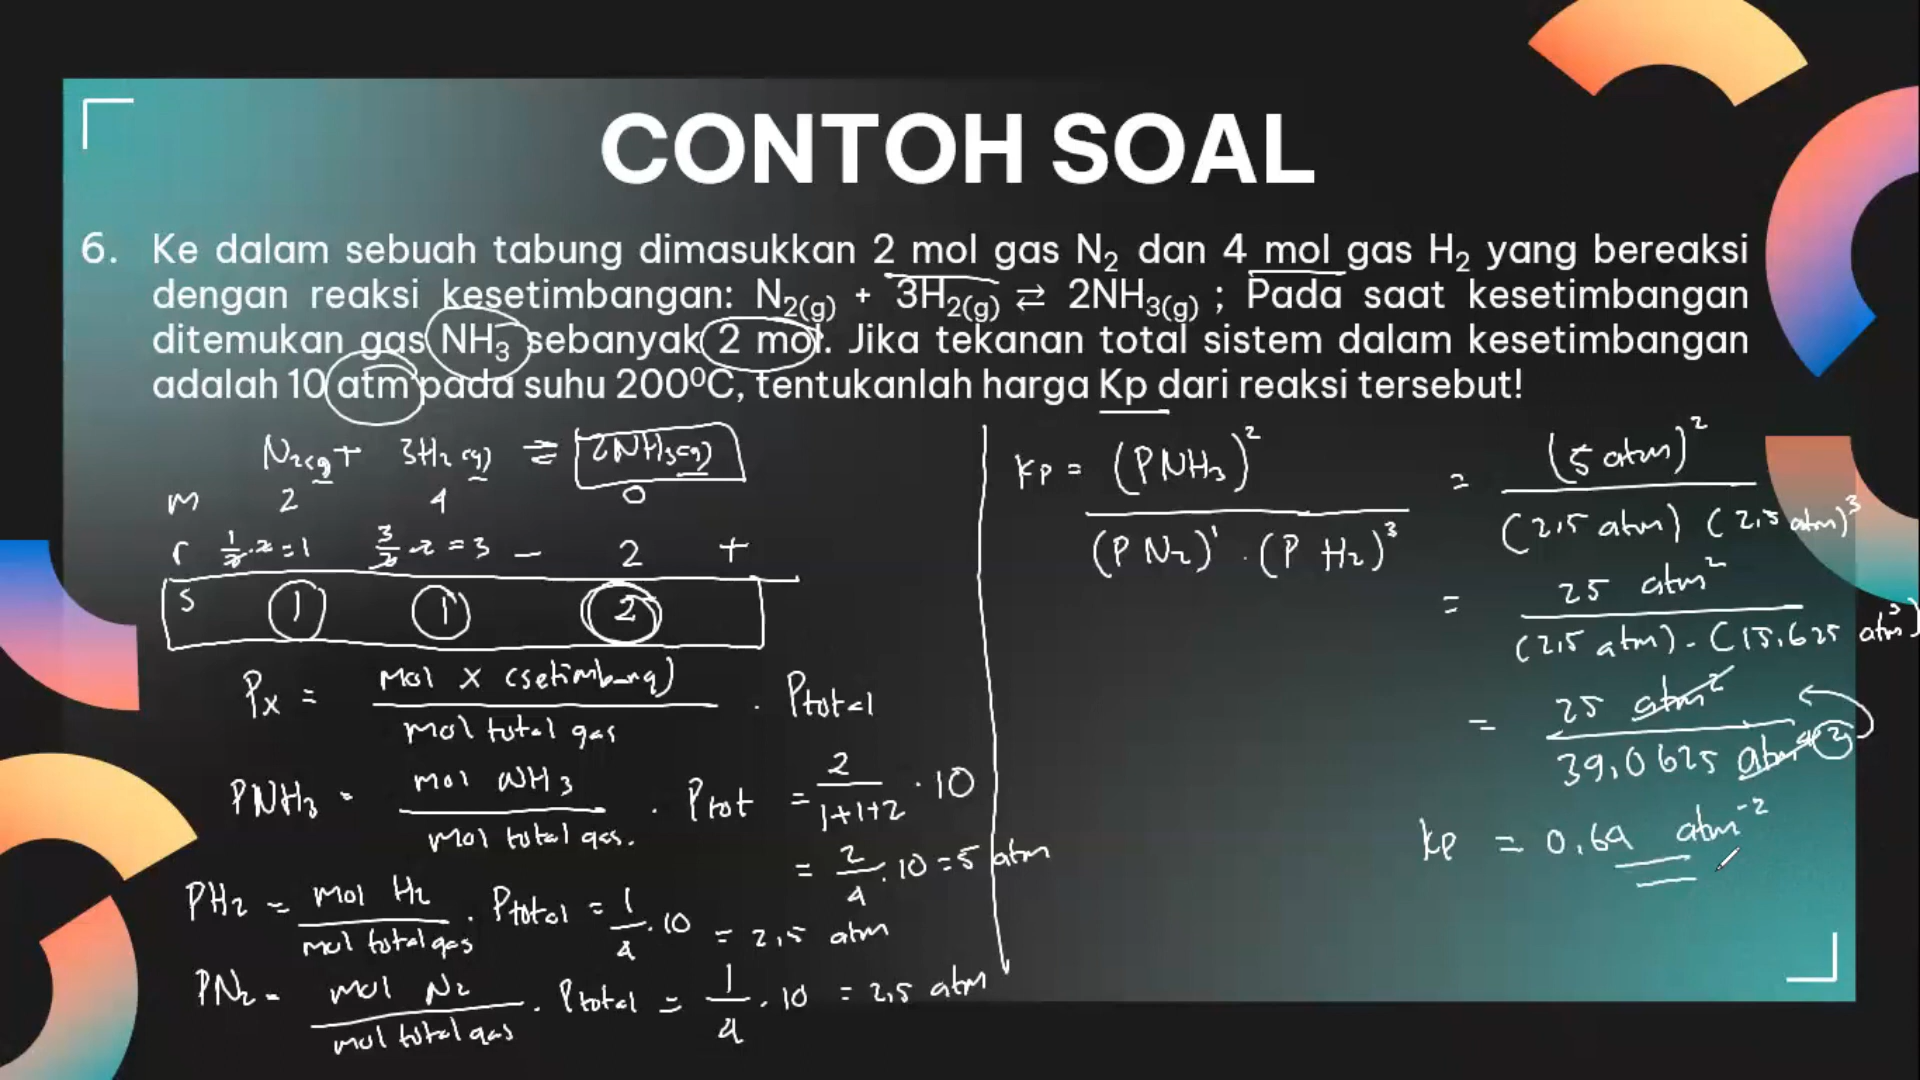 CONTOH SOAL
6. Ke dalam sebuah tabung dimasukkan 2 mol gas N₂ dan 4 mol gas H₂ yang bereaksi
dengan reaksi kesetimbangan: N₂(g) + 3H₂(g) ⇄ 2NH₃(g) ; Pada saat kesetimbangan
ditemukan gas NH₃ sebanyak 2 mol. Jika tekanan total sistem dalam kesetimbangan
adalah 10 atm pada suhu 200⁰C, tentukanlah harga Kp dari reaksi tersebut!
N₂(g) + 3H₂(g) ⇌ 2NH₃(g)
m 2 4 0
r 1/2 . 2 = 1 3/2 . 2 = 3 − 2 +
s 1 1 2
Px = mol x (setimbang) / mol total gas . Ptotal
PNH₃ = mol NH₃ / mol total gas . Ptot = 2 / 1+1+2 . 10
= 2/4 . 10 = 5 atm
PH₂ = mol H₂ / mol total gas . Ptotal = 1/4 . 10 = 2,5 atm
PN₂ = mol N₂ / mol total gas . Ptotal = 1/4 . 10 = 2,5 atm
Kp = (PNH₃)² / (PN₂)¹ . (PH₂)³ = (5 atm)² / (2,5 atm) (2,5 atm)³
= 25 atm² / (2,5 atm) . (15,625 atm³)
= 25 atm² / 39,0625 atm⁴ ²
Kp = 0,64 atm⁻²